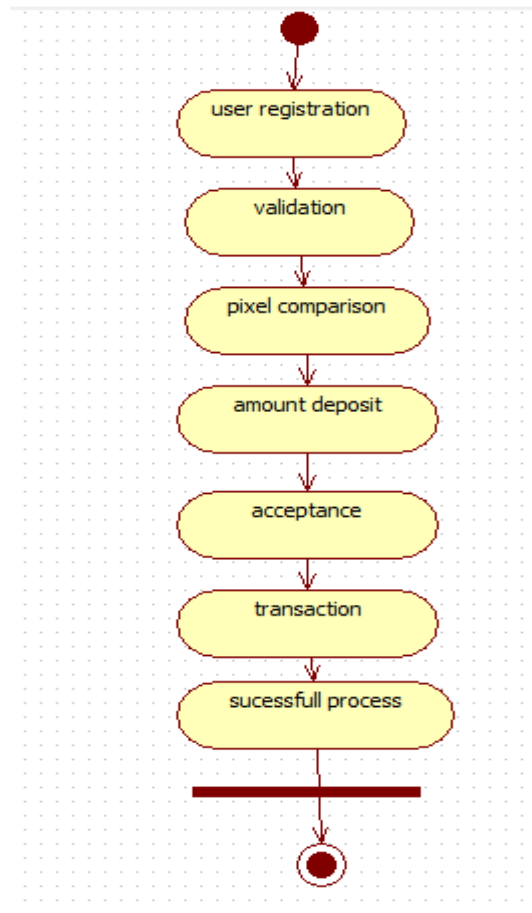 user registration
validation
pixel comparison
amount deposit
acceptance
transaction
sucessfull process